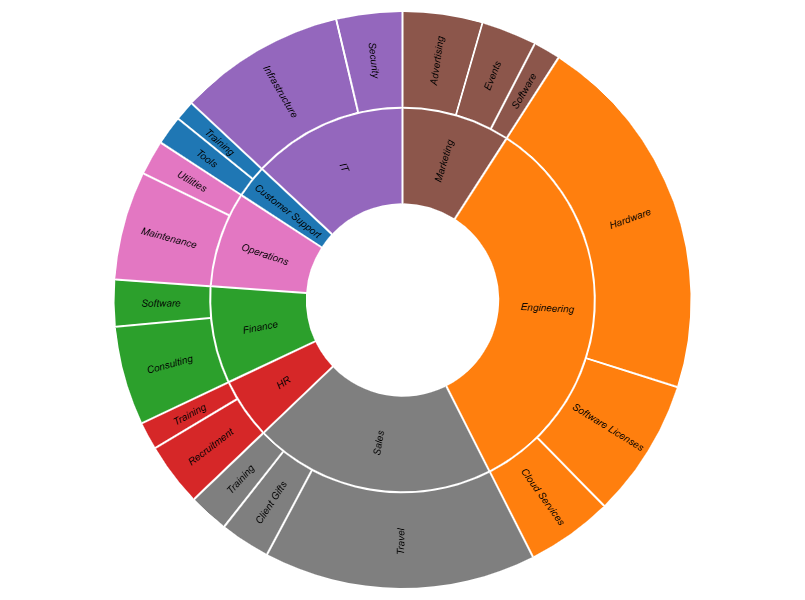 Advertising
Events
Software
Marketing
Hardware
Engineering
Software Licenses
Cloud Services
Sales
Travel
Client Gifts
Training
HR
Recruitment
Training
Finance
Consulting
Software
Operations
Maintenance
Utilities
Customer Support
Tools
Training
IT
Infrastructure
Security